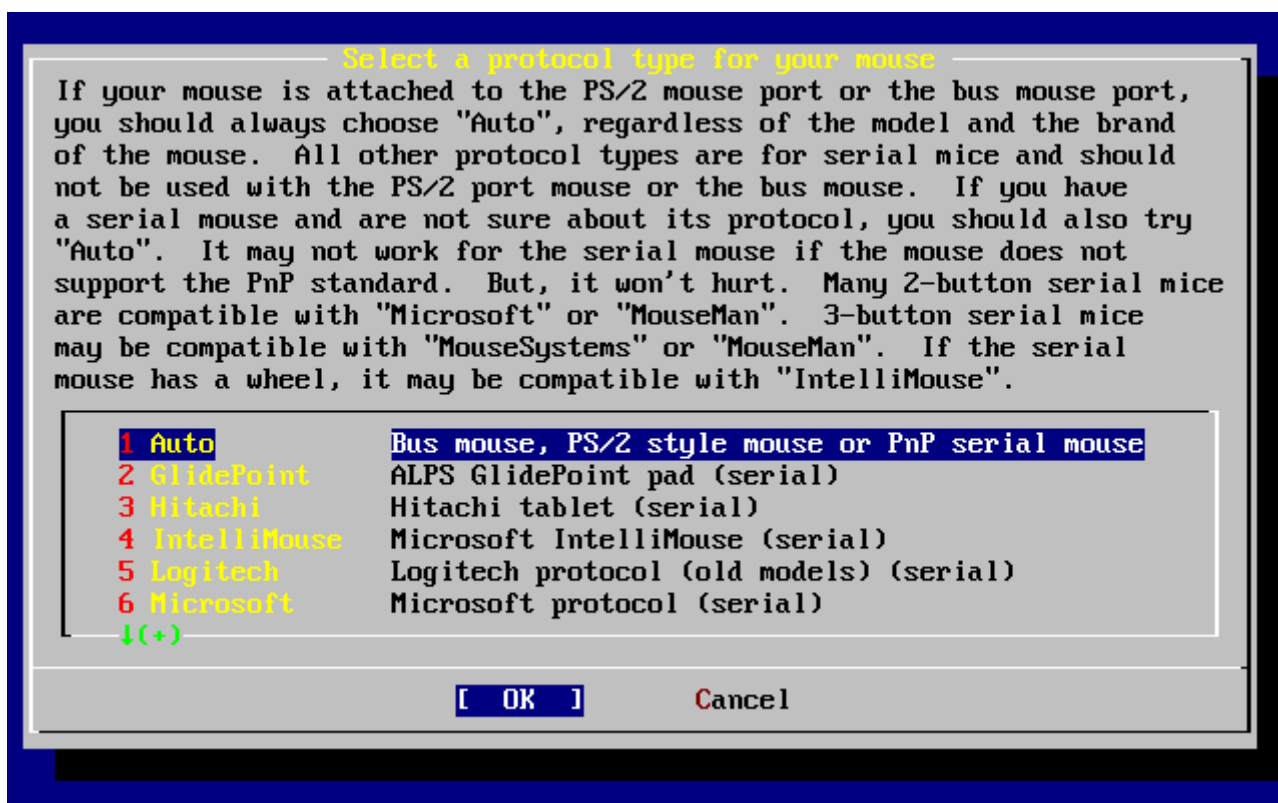 Select a protocol type for your mouse
If your mouse is attached to the PS/2 mouse port or the bus mouse port,
you should always choose "Auto", regardless of the model and the brand
of the mouse.  All other protocol types are for serial mice and should
not be used with the PS/2 port mouse or the bus mouse.  If you have
a serial mouse and are not sure about its protocol, you should also try
"Auto".  It may not work for the serial mouse if the mouse does not
support the PnP standard.  But, it won't hurt.  Many 2-button serial mice
are compatible with "Microsoft" or "MouseMan".  3-button serial mice
may be compatible with "MouseSystems" or "MouseMan".  If the serial
mouse has a wheel, it may be compatible with "IntelliMouse".
1 Auto Bus mouse, PS/2 style mouse or PnP serial mouse
2 GlidePoint ALPS GlidePoint pad (serial)
3 Hitachi Hitachi tablet (serial)
4 IntelliMouse Microsoft IntelliMouse (serial)
5 Logitech Logitech protocol (old models) (serial)
6 Microsoft Microsoft protocol (serial)
↓(+)
[ OK ] Cancel